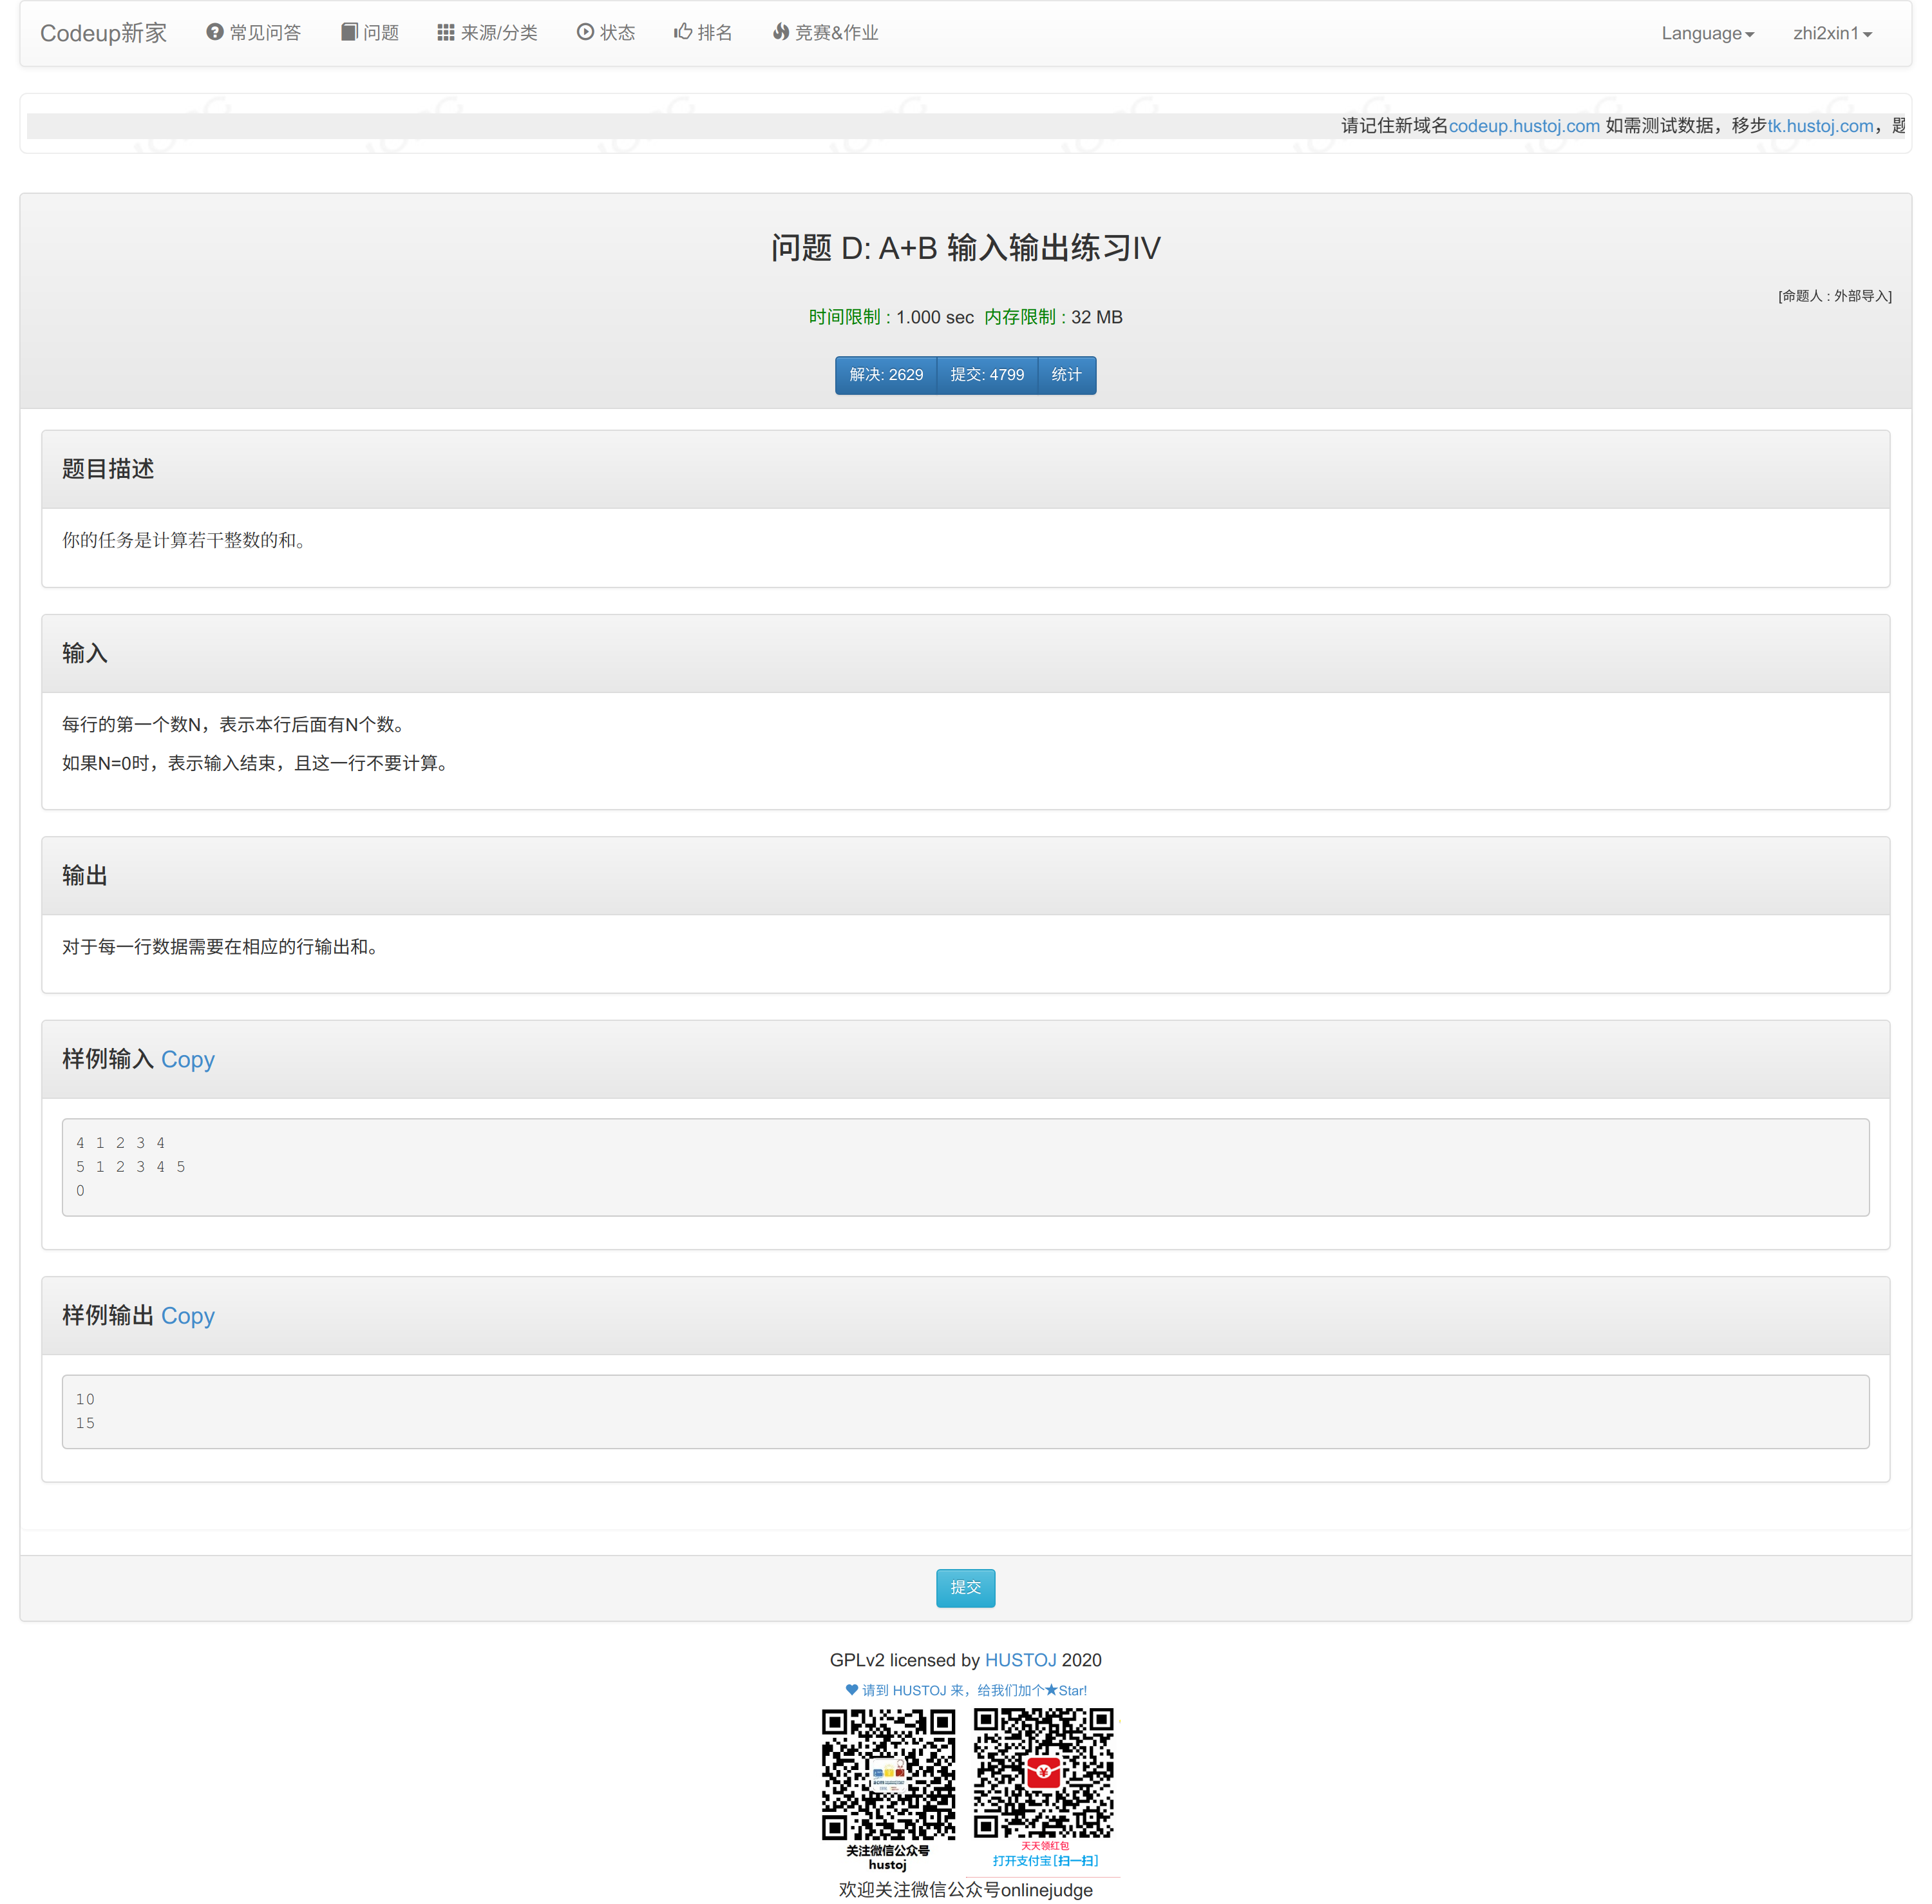 Codeup新家 常见问答 问题 来源/分类 状态 排名 竞赛&作业 Language zhi2xin1
请记住新域名codeup.hustoj.com 如需测试数据，移步tk.hustoj.com，题
问题 D: A+B 输入输出练习IV
[命题人 : 外部导入]
时间限制 : 1.000 sec 内存限制 : 32 MB
解决: 2629 提交: 4799 统计
题目描述
你的任务是计算若干整数的和。
输入
每行的第一个数N，表示本行后面有N个数。
如果N=0时，表示输入结束，且这一行不要计算。
输出
对于每一行数据需要在相应的行输出和。
样例输入 Copy
4 1 2 3 4
5 1 2 3 4 5
0
样例输出 Copy
10
15
提交
GPLv2 licensed by HUSTOJ 2020
请到 HUSTOJ 来，给我们加个★Star!
关注微信公众号
hustoj
天天领红包
打开支付宝[扫一扫]
欢迎关注微信公众号onlinejudge